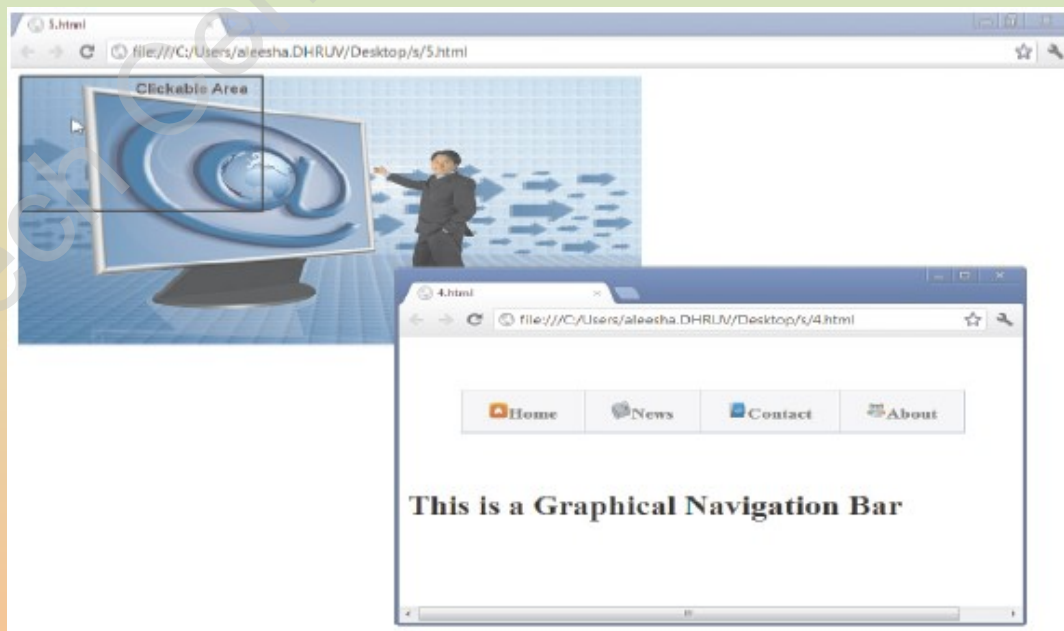 5.html
file:///C:/Users/aleesha.DHRUV/Desktop/s/5.html
Clickable Area
4.html
file:///C:/Users/aleesha.DHRUV/Desktop/s/4.html
Home News Contact About
This is a Graphical Navigation Bar